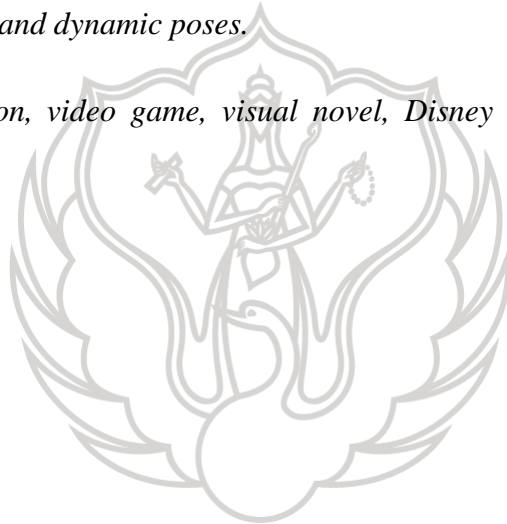 and dynamic poses.
on, video game, visual novel, Disney